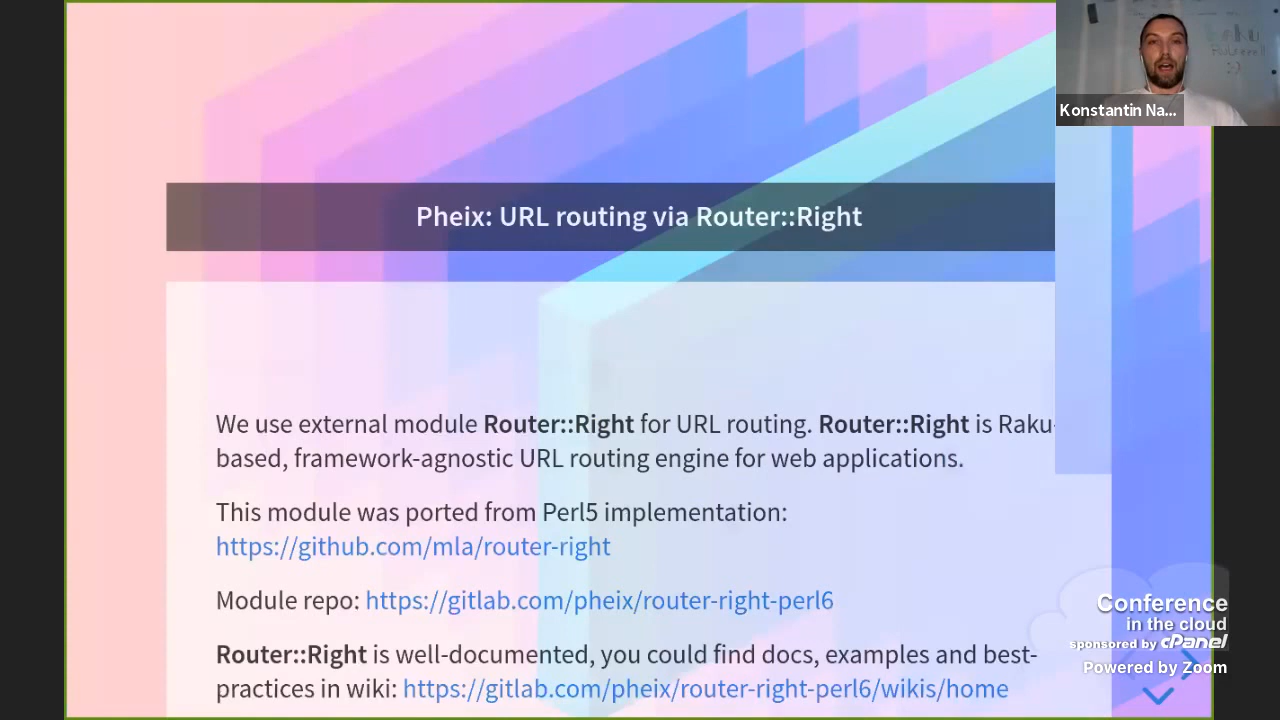 Konstantin Na...
Pheix: URL routing via Router::Right
We use external module Router::Right for URL routing. Router::Right is Raku-
based, framework-agnostic URL routing engine for web applications.
This module was ported from Perl5 implementation:
https://github.com/mla/router-right
Module repo: https://gitlab.com/pheix/router-right-perl6
Router::Right is well-documented, you could find docs, examples and best-
practices in wiki: https://gitlab.com/pheix/router-right-perl6/wikis/home
Conference
in the cloud
sponsored by cPanel
Powered by Zoom